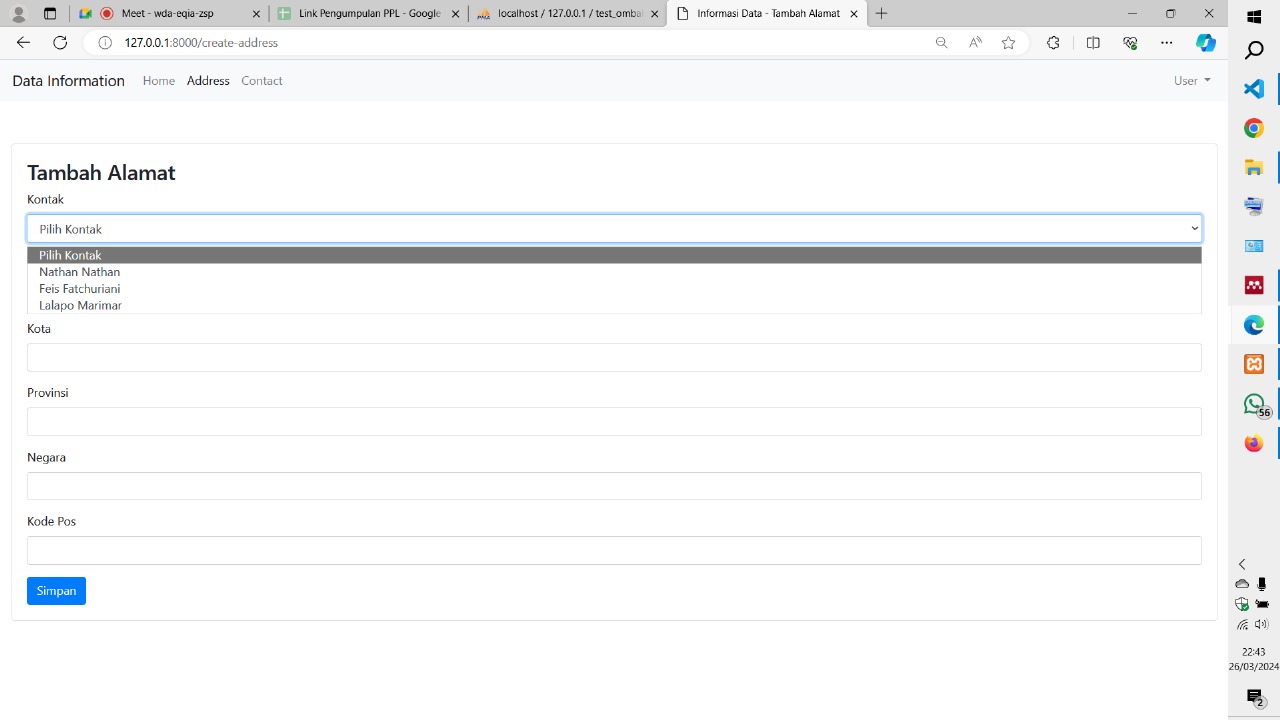 Meet - wda-eqia-zsp
Link Pengumpulan PPL - Google
localhost / 127.0.0.1 / test_omba
Informasi Data - Tambah Alamat
127.0.0.1:8000/create-address
Data Information
Home
Address
Contact
User
Tambah Alamat
Kontak
Pilih Kontak
Pilih Kontak
Nathan Nathan
Feis Fatchuriani
Lalapo Marimar
Kota
Provinsi
Negara
Kode Pos
Simpan
56
22:43
26/03/2024
2